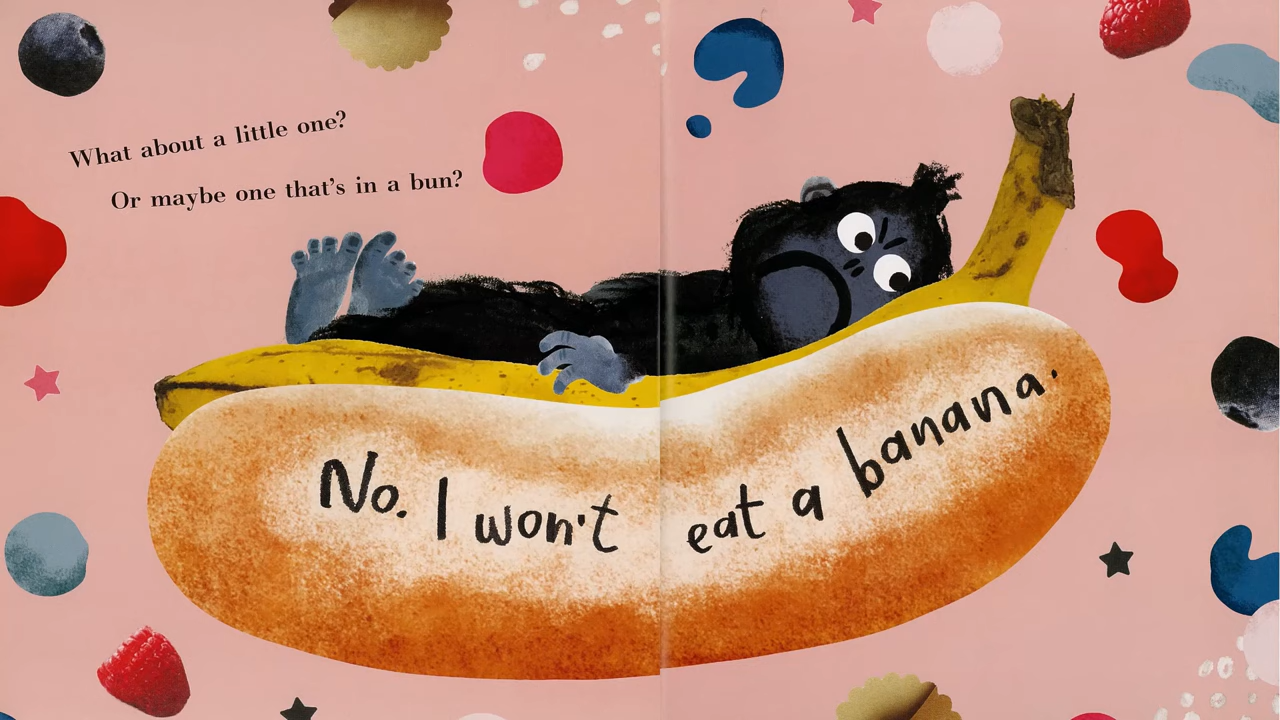 What about a little one?
Or maybe one that's in a bun?
No. I won't eat a banana.